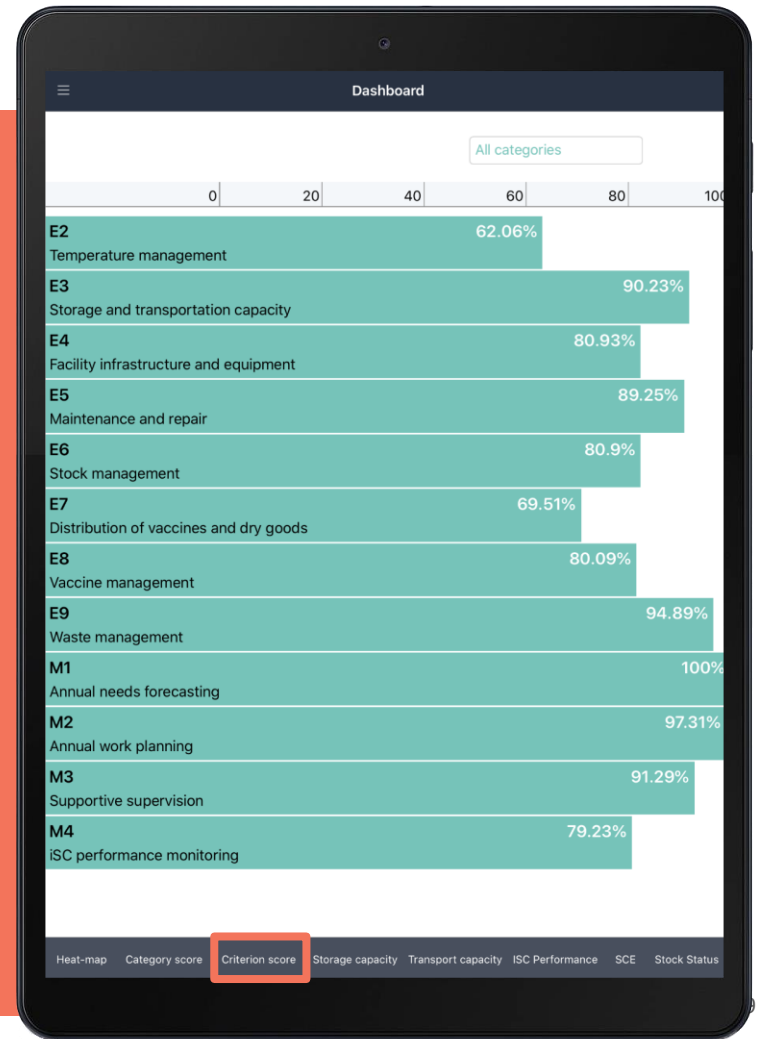 Dashboard
All categories
0 20 40 60 80 100
E2
62.06%
Temperature management
E3
90.23%
Storage and transportation capacity
E4
80.93%
Facility infrastructure and equipment
E5
89.25%
Maintenance and repair
E6
80.9%
Stock management
E7
69.51%
Distribution of vaccines and dry goods
E8
80.09%
Vaccine management
E9
94.89%
Waste management
M1
100%
Annual needs forecasting
M2
97.31%
Annual work planning
M3
91.29%
Supportive supervision
M4
79.23%
iSC performance monitoring
Heat-map Category score Criterion score Storage capacity Transport capacity ISC Performance SCE Stock Status